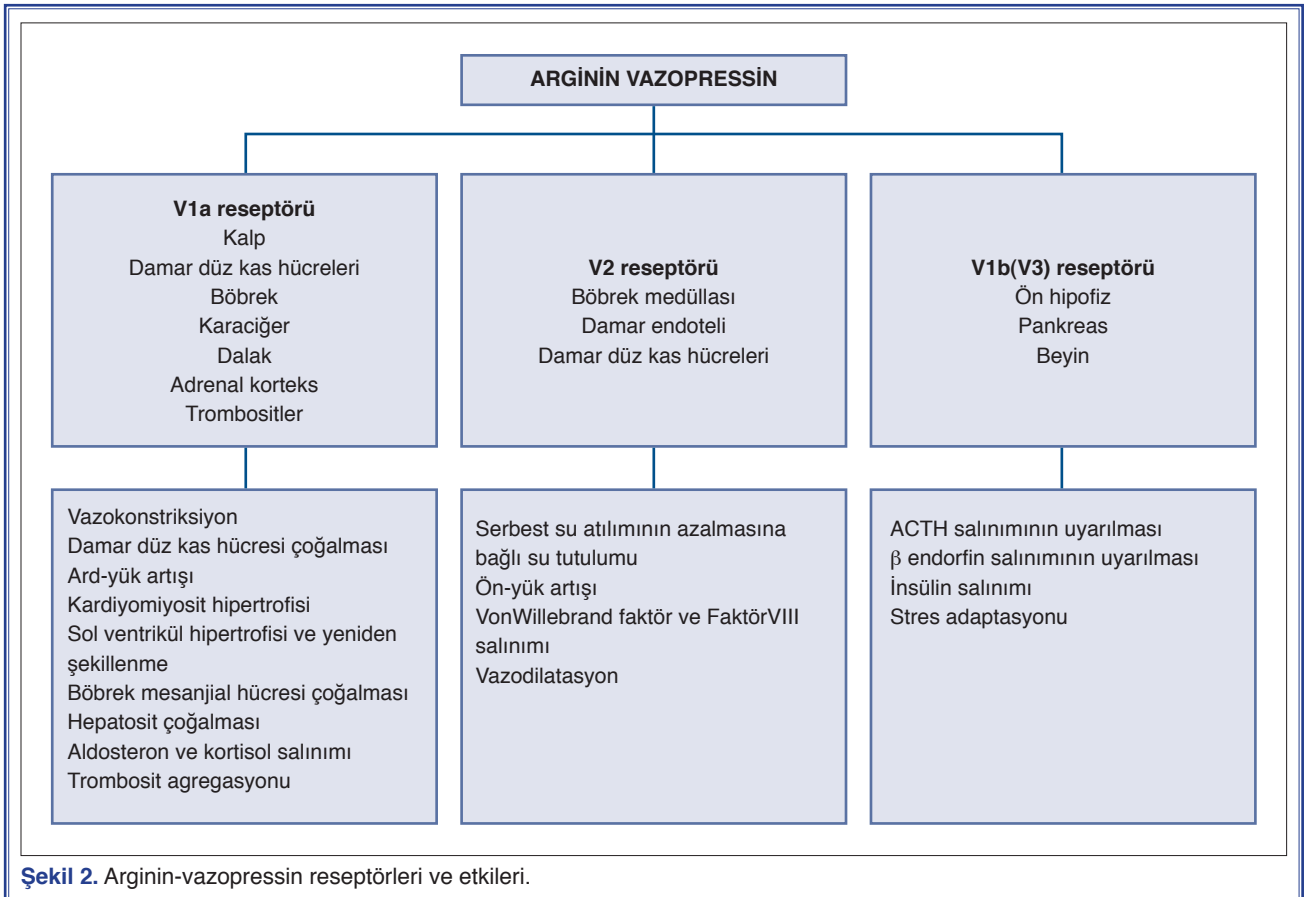 ARGİNİN VAZOPRESSİN
V1a reseptörü
Kalp
Damar düz kas hücreleri
Böbrek
Karaciğer
Dalak
Adrenal korteks
Trombositler
V2 reseptörü
Böbrek medüllası
Damar endoteli
Damar düz kas hücreleri
V1b(V3) reseptörü
Ön hipofiz
Pankreas
Beyin
Vazokonstriksiyon
Damar düz kas hücresi çoğalması
Ard-yük artışı
Kardiyomiyosit hipertrofisi
Sol ventrikül hipertrofisi ve yeniden
şekillenme
Böbrek mesanjial hücresi çoğalması
Hepatosit çoğalması
Aldosteron ve kortisol salınımı
Trombosit agregasyonu
Serbest su atılımının azalmasına
bağlı su tutulumu
Ön-yük artışı
VonWillebrand faktör ve FaktörVIII
salınımı
Vazodilatasyon
ACTH salınımının uyarılması
β endorfin salınımının uyarılması
İnsülin salınımı
Stres adaptasyonu
Şekil 2. Arginin-vazopressin reseptörleri ve etkileri.